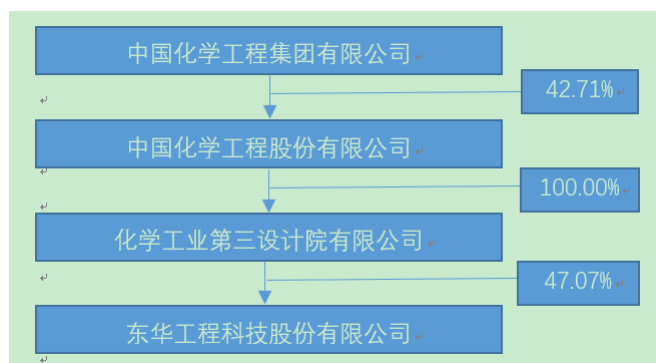 中国化学工程集团有限公司
42.71%
中国化学工程股份有限公司
100.00%
化学工业第三设计院有限公司
47.07%
东华工程科技股份有限公司